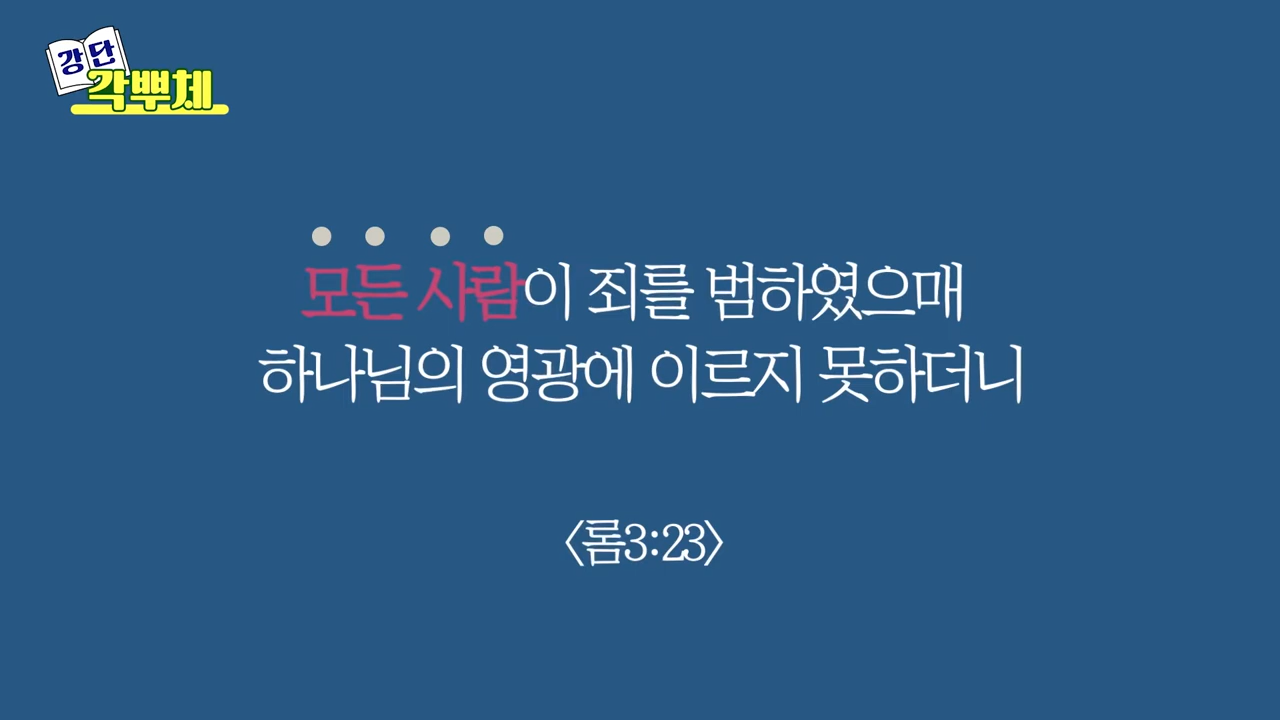 강단
각뿌체
모든 사람이 죄를 범하였으매
하나님의 영광에 이르지 못하더니
〈롬3:23〉